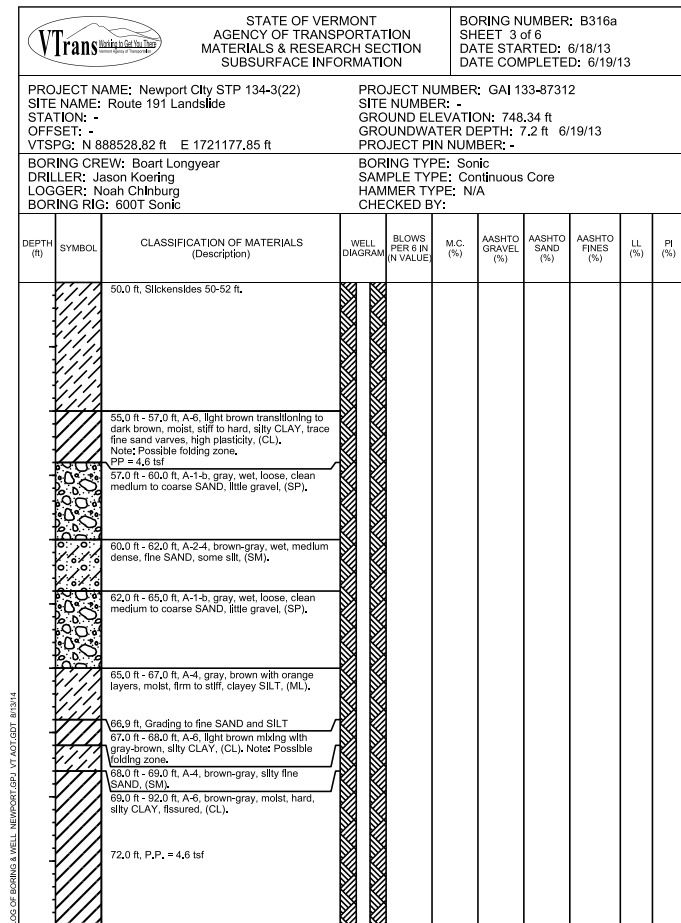 VTrans Working to Get You There
Vermont Agency of Transportation
STATE OF VERMONT
AGENCY OF TRANSPORTATION
MATERIALS & RESEARCH SECTION
SUBSURFACE INFORMATION
BORING NUMBER: B316a
SHEET 3 of 6
DATE STARTED: 6/18/13
DATE COMPLETED: 6/19/13
PROJECT NAME: Newport City STP 134-3(22)
SITE NAME: Route 191 Landslide
STATION: -
OFFSET: -
VTSPG: N 888528.82 ft E 1721177.85 ft
PROJECT NUMBER: GAI 133-87312
SITE NUMBER: -
GROUND ELEVATION: 748.34 ft
GROUNDWATER DEPTH: 7.2 ft 6/19/13
PROJECT PIN NUMBER: -
BORING CREW: Boart Longyear
DRILLER: Jason Koering
LOGGER: Noah Chinburg
BORING RIG: 600T Sonic
BORING TYPE: Sonic
SAMPLE TYPE: Continuous Core
HAMMER TYPE: N/A
CHECKED BY:
DEPTH
(ft)
SYMBOL
CLASSIFICATION OF MATERIALS
(Description)
WELL
DIAGRAM
BLOWS
PER 6 IN
(N VALUE)
M.C.
(%)
AASHTO
GRAVEL
(%)
AASHTO
SAND
(%)
AASHTO
FINES
(%)
LL
(%)
PI
(%)
50.0 ft, Slickensides 50-52 ft.
55.0 ft - 57.0 ft, A-6, light brown transitioning to
dark brown, moist, stiff to hard, silty CLAY, trace
fine sand varves, high plasticity, (CL).
Note: Possible folding zone.
PP = 4.6 tsf
57.0 ft - 60.0 ft, A-1-b, gray, wet, loose, clean
medium to coarse SAND, little gravel, (SP).
60.0 ft - 62.0 ft, A-2-4, brown-gray, wet, medium
dense, fine SAND, some silt, (SM).
62.0 ft - 65.0 ft, A-1-b, gray, wet, loose, clean
medium to coarse SAND, little gravel, (SP).
65.0 ft - 67.0 ft, A-4, gray, brown with orange
layers, moist, firm to stiff, clayey SILT, (ML).
66.9 ft, Grading to fine SAND and SILT
67.0 ft - 68.0 ft, A-6, light brown mixing with
gray-brown, silty CLAY, (CL). Note: Possible
folding zone.
68.0 ft - 69.0 ft, A-4, brown-gray, silty fine
SAND, (SM).
69.0 ft - 92.0 ft, A-6, brown-gray, moist, hard,
silty CLAY, fissured, (CL).
72.0 ft, P.P. = 4.6 tsf
OG OF BORING & WELL NEWPORT.GPJ VT AOT.GDT 8/13/14